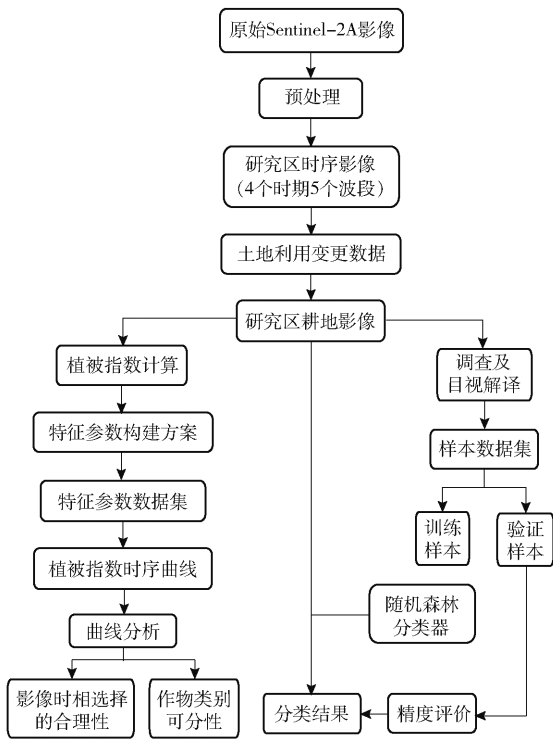 原始Sentinel-2A影像
预处理
研究区时序影像
(4个时期5个波段)
土地利用变更数据
研究区耕地影像
植被指数计算
特征参数构建方案
特征参数数据集
植被指数时序曲线
曲线分析
影像时相选择
的合理性
作物类别
可分性
调查及
目视解译
样本数据集
训练
样本
验证
样本
随机森林
分类器
分类结果
精度评价